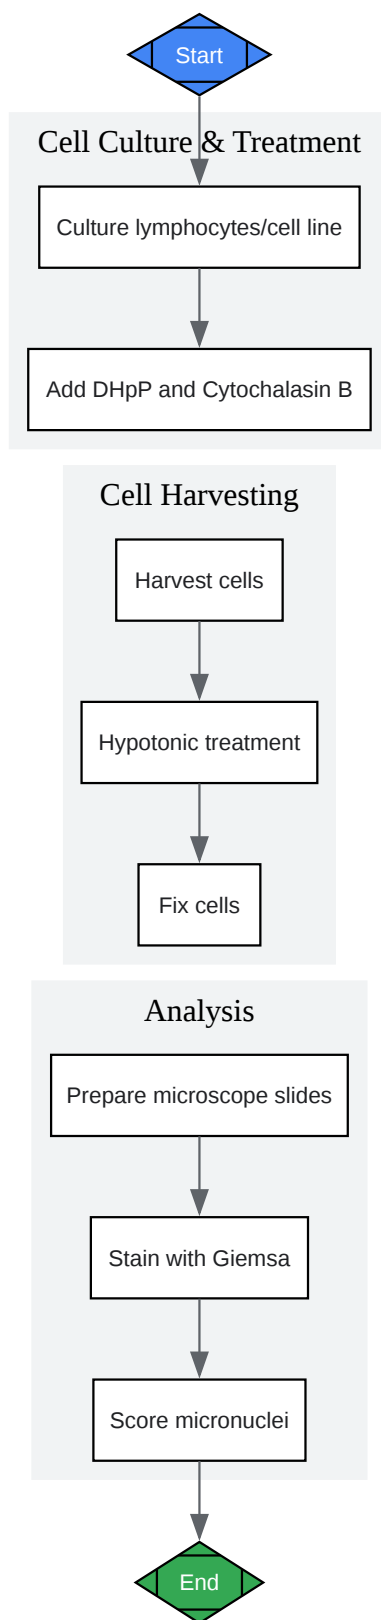 Start
Cell Culture & Treatment
Culture lymphocytes/cell line
Add DHpP and Cytochalasin B
Cell Harvesting
Harvest cells
Hypotonic treatment
Fix cells
Analysis
Prepare microscope slides
Stain with Giemsa
Score micronuclei
End